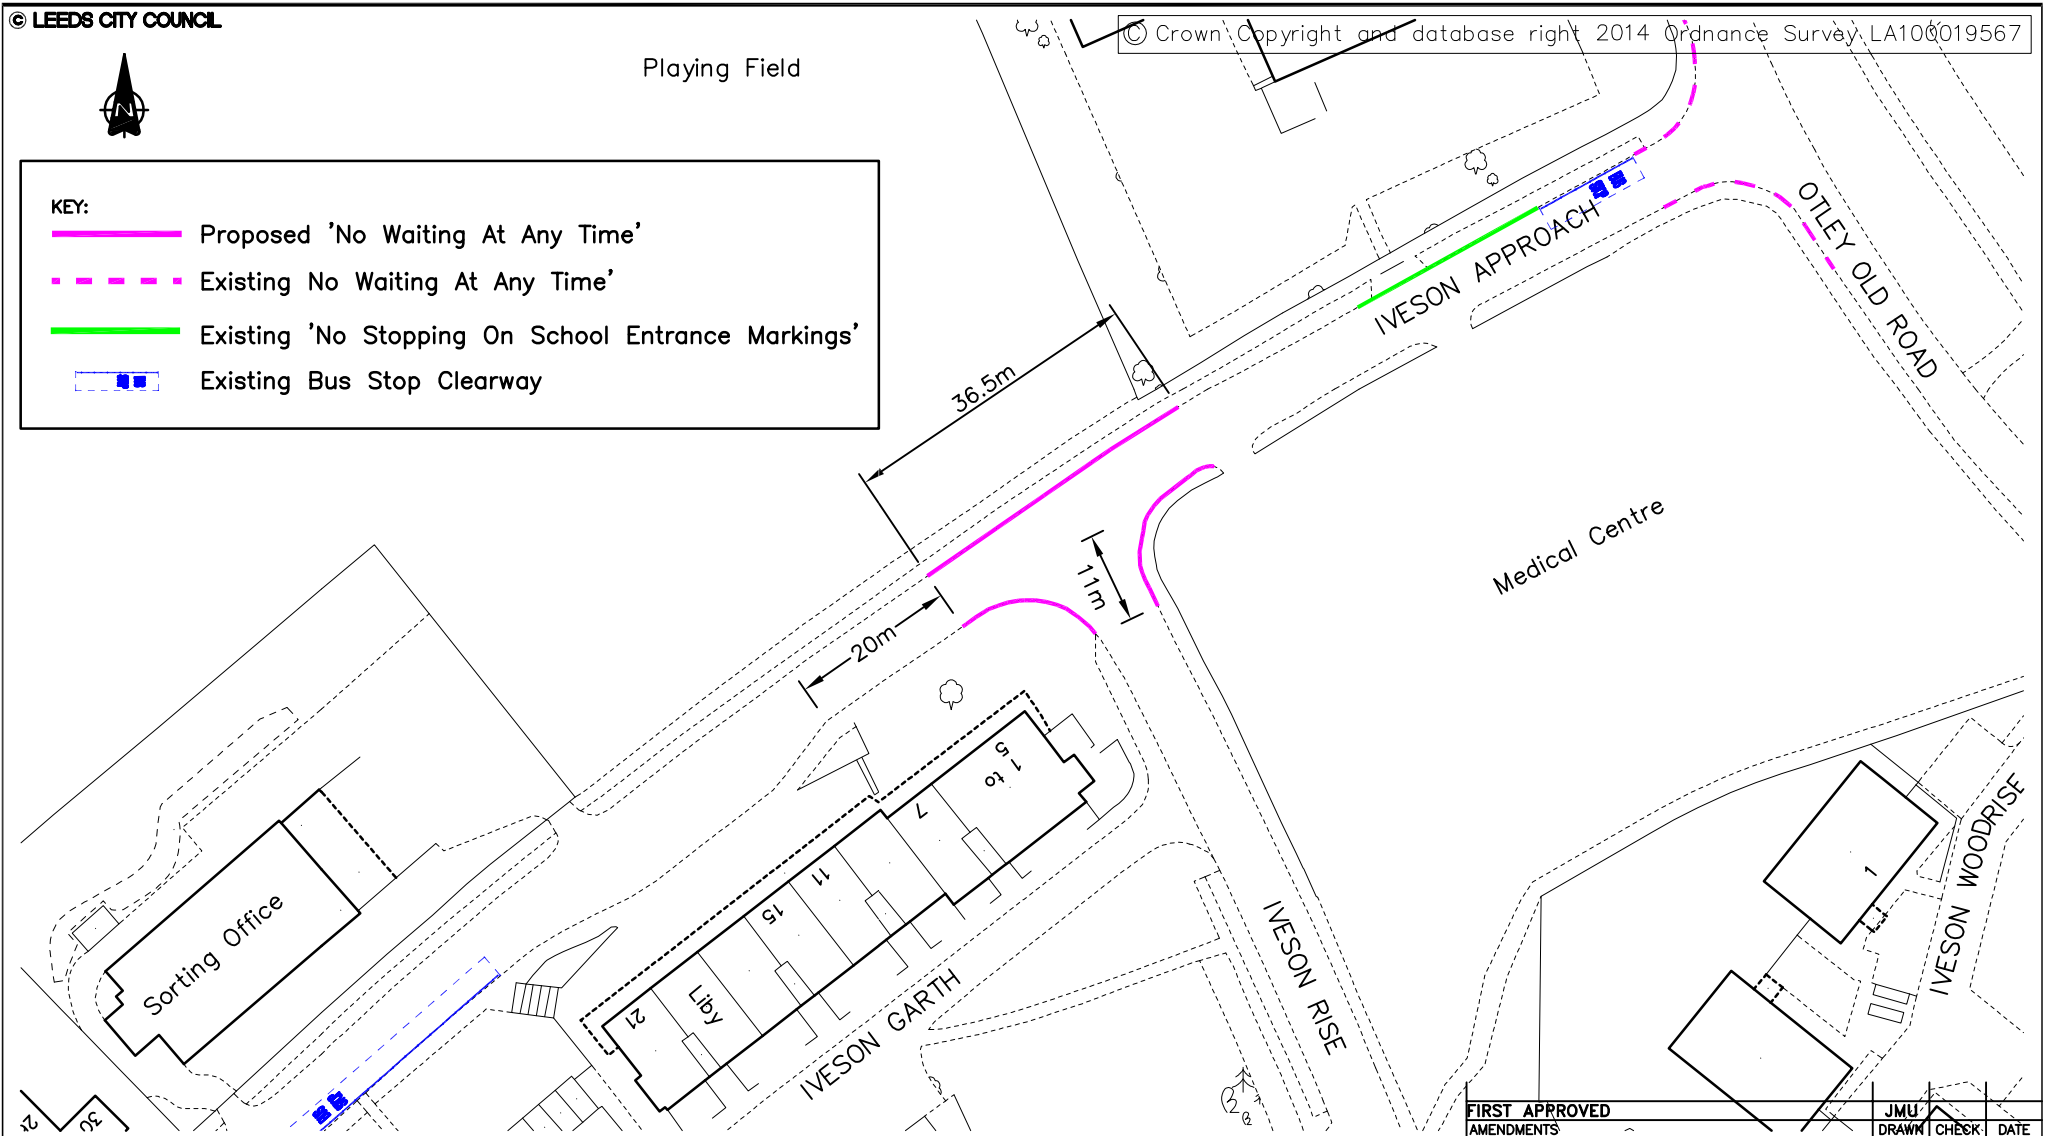 © LEEDS CITY COUNCIL
© Crown Copyright and database right 2014 Ordnance Survey LA100019567
Playing Field
N
KEY:
Proposed 'No Waiting At Any Time'
Existing No Waiting At Any Time'
Existing 'No Stopping On School Entrance Markings'
Existing Bus Stop Clearway
IVESON APPROACH
OTLEY OLD ROAD
36.5m
11m
20m
Medical Centre
Sorting Office
1 to
5
7
11
15
Liby
21
IVESON GARTH
IVESON RISE
IVESON WOODRISE
1
30
FIRST APPROVED
JMU
AMENDMENTS
DRAWN CHECK DATE